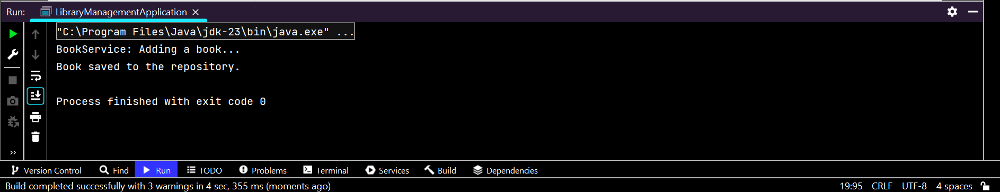 Run: LibraryManagementApplication
"C:\Program Files\Java\jdk-23\bin\java.exe" ...
BookService: Adding a book...
Book saved to the repository.
Process finished with exit code 0
Version Control Find Run TODO Problems Terminal Services Build Dependencies
Build completed successfully with 3 warnings in 4 sec, 355 ms (moments ago) 19:95 CRLF UTF-8 4 spaces